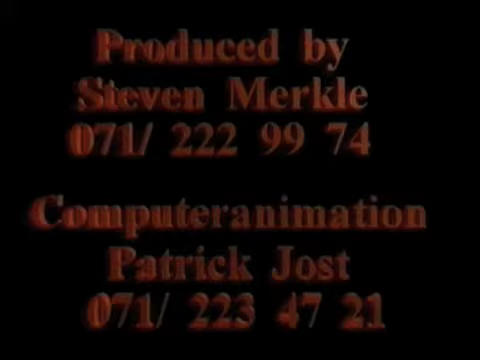 Produced by
Steven Merkle
071/ 222 99 74
Computeranimation
Patrick Jost
071/ 223 47 21